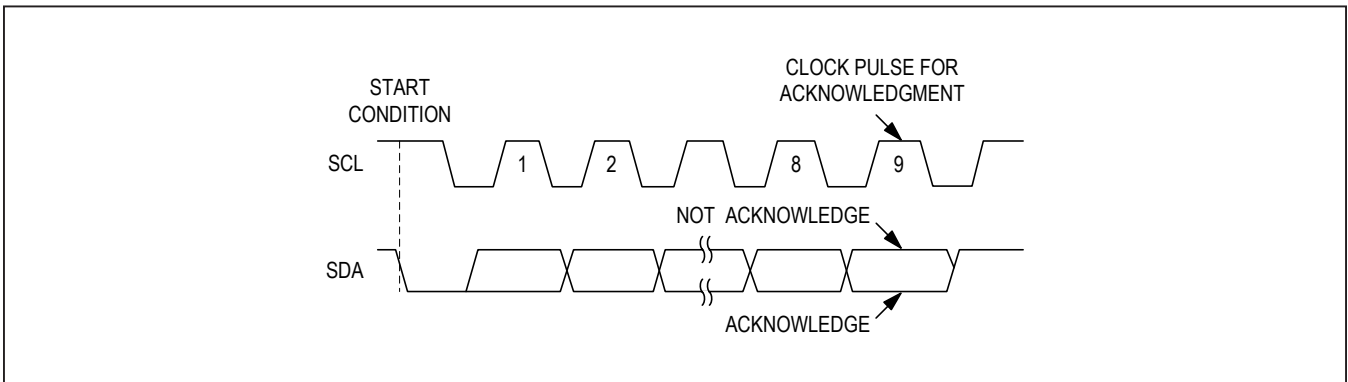 START
CONDITION
CLOCK PULSE FOR
ACKNOWLEDGMENT
SCL
1
2
8
9
NOT ACKNOWLEDGE
SDA
ACKNOWLEDGE